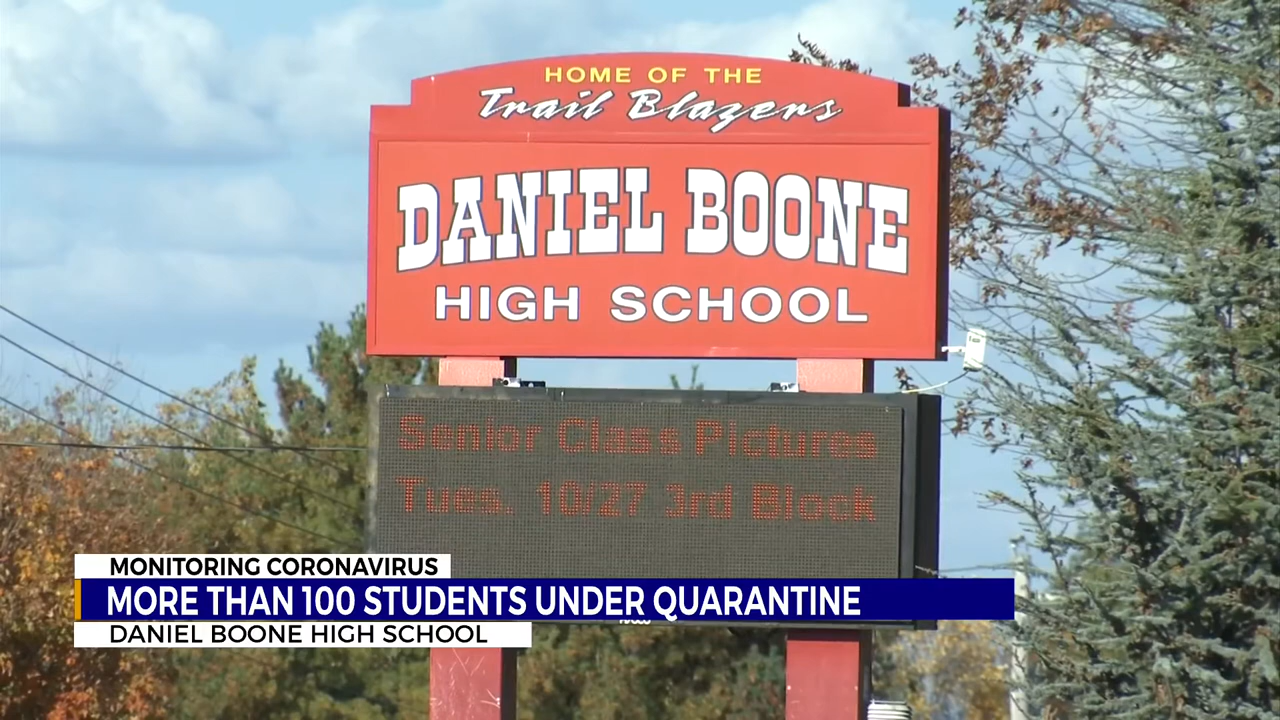 HOME OF THE
Trail Blazers
DANIEL BOONE
HIGH SCHOOL
Senior Class Pictures
Tues. 10/27 3rd Block
MONITORING CORONAVIRUS
MORE THAN 100 STUDENTS UNDER QUARANTINE
DANIEL BOONE HIGH SCHOOL